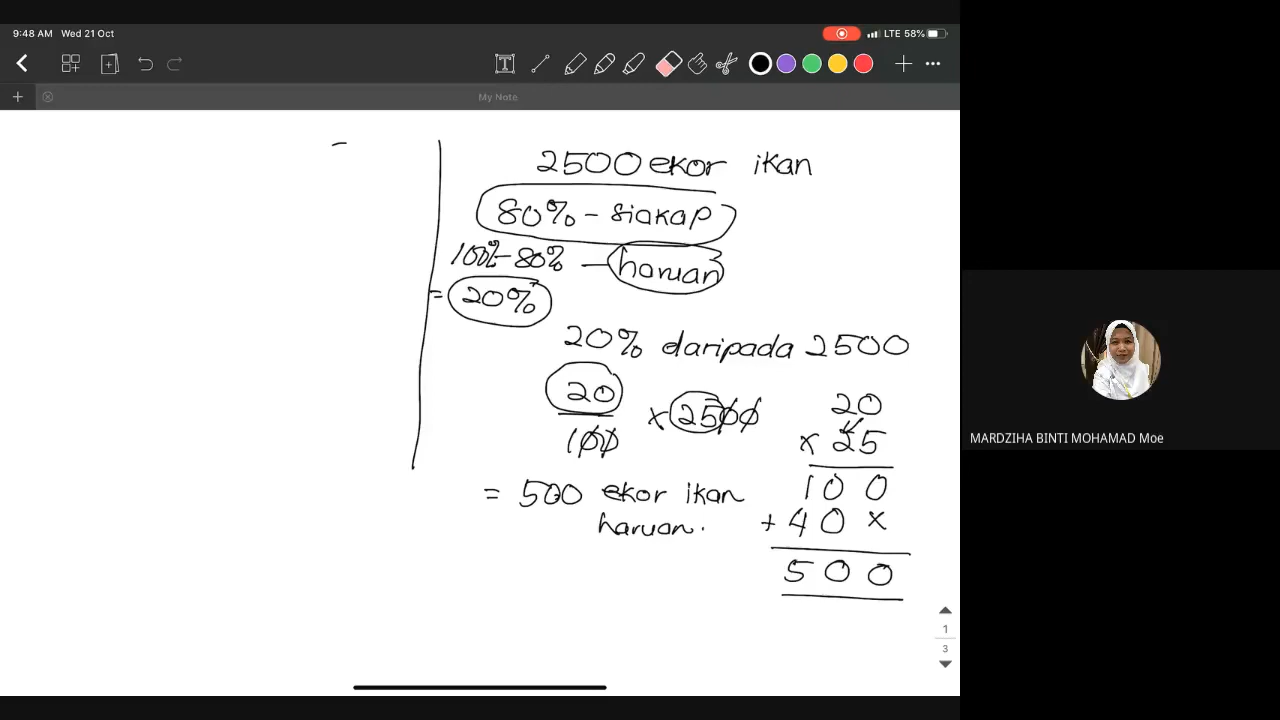 9:48 AM Wed 21 Oct
LTE 58%
My Note
2500 ekor ikan
80% - siakap
100% - 80% - haruan
= 20%
20% daripada 2500
20/100 x 2500
= 500 ekor ikan
haruan.
20
x 25
100
+ 40x
500
1
3
MARDZIHA BINTI MOHAMAD Moe